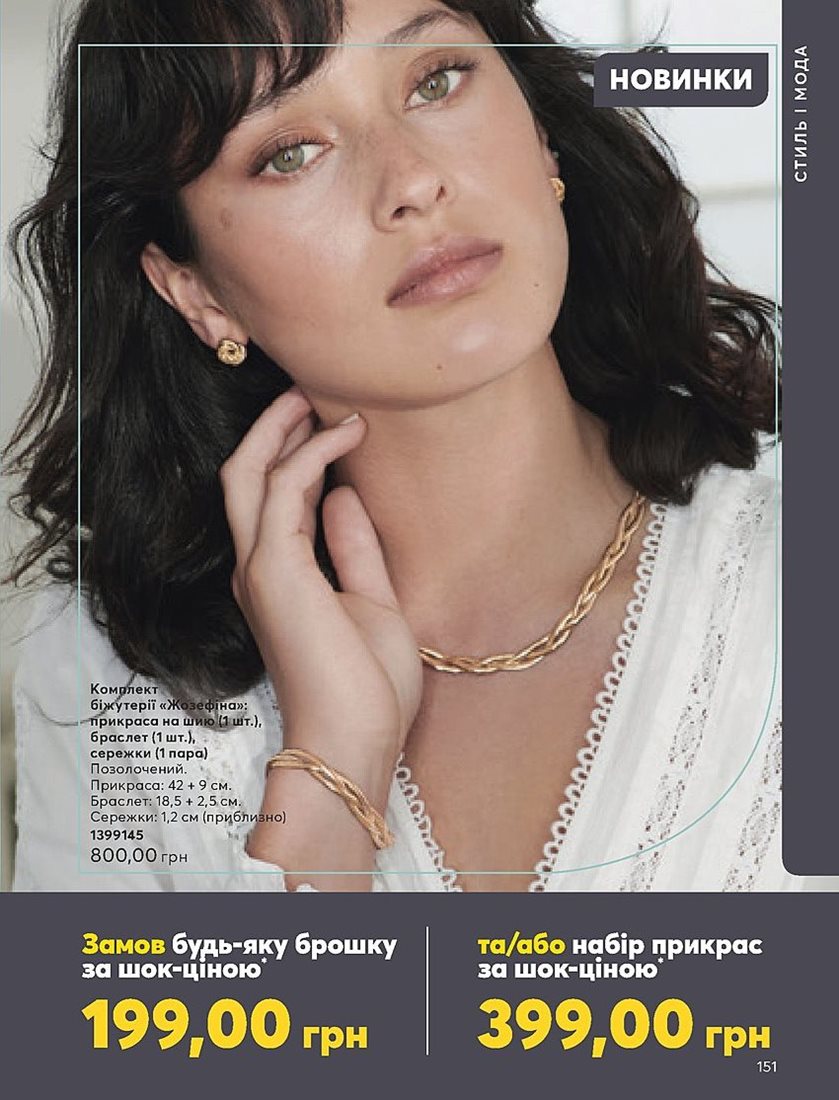 НОВИНКИ
СТИЛЬ | МОДА
Комплект
біжутерії «Жозефіна»:
прикраса на шию (1 шт.),
браслет (1 шт.),
сережки (1 пара)
Позолочений.
Прикраса: 42 + 9 см.
Браслет: 18,5 + 2,5 см.
Сережки: 1,2 см (приблизно)
1399145
800,00 грн
Замов будь-яку брошку
за шок-ціною*
199,00 грн
та/або набір прикрас
за шок-ціною*
399,00 грн
151